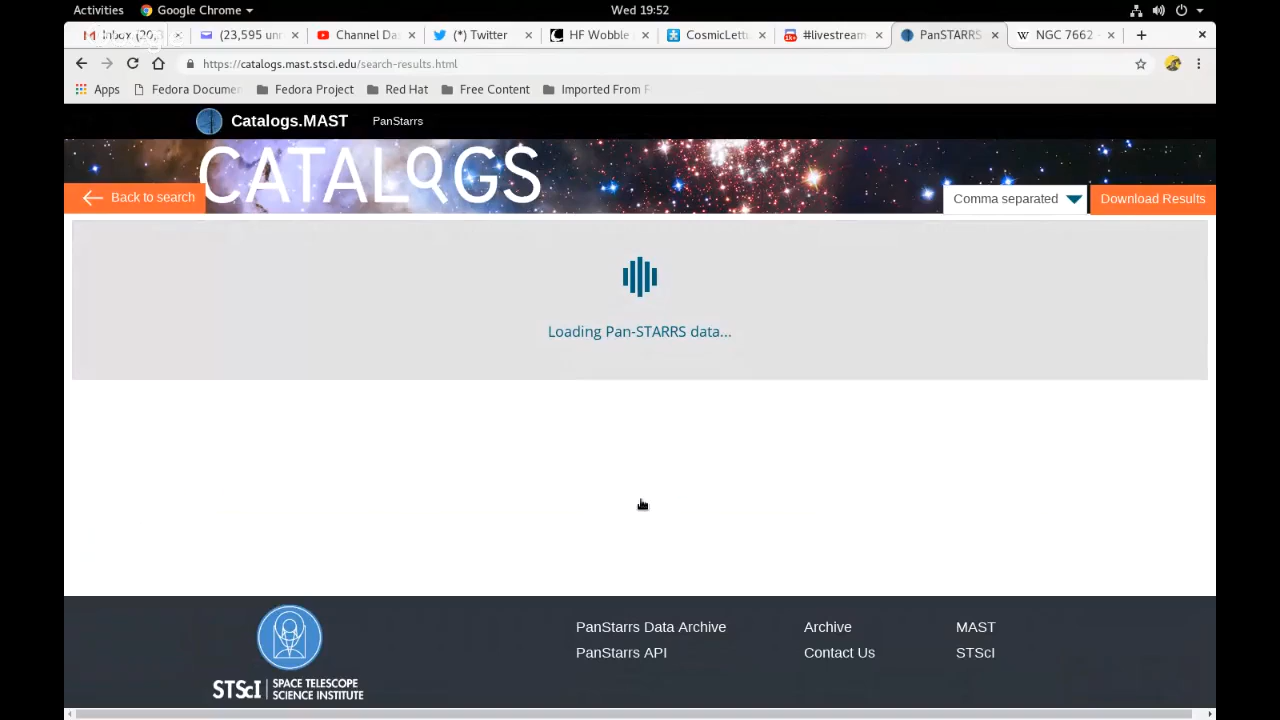 Activities Google Chrome Wed 19:52
Inbox (20, (23,595 unr Channel Das (*) Twitter HF Wobble CosmicLettu #livestream PanSTARRS NGC 7662 -
https://catalogs.mast.stsci.edu/search-results.html
Apps Fedora Documen Fedora Project Red Hat Free Content Imported From F
Catalogs.MAST PanStarrs
CATALOGS
Back to search Comma separated Download Results
Loading Pan-STARRS data...
PanStarrs Data Archive Archive MAST
PanStarrs API Contact Us STScI
STScI SPACE TELESCOPE
SCIENCE INSTITUTE